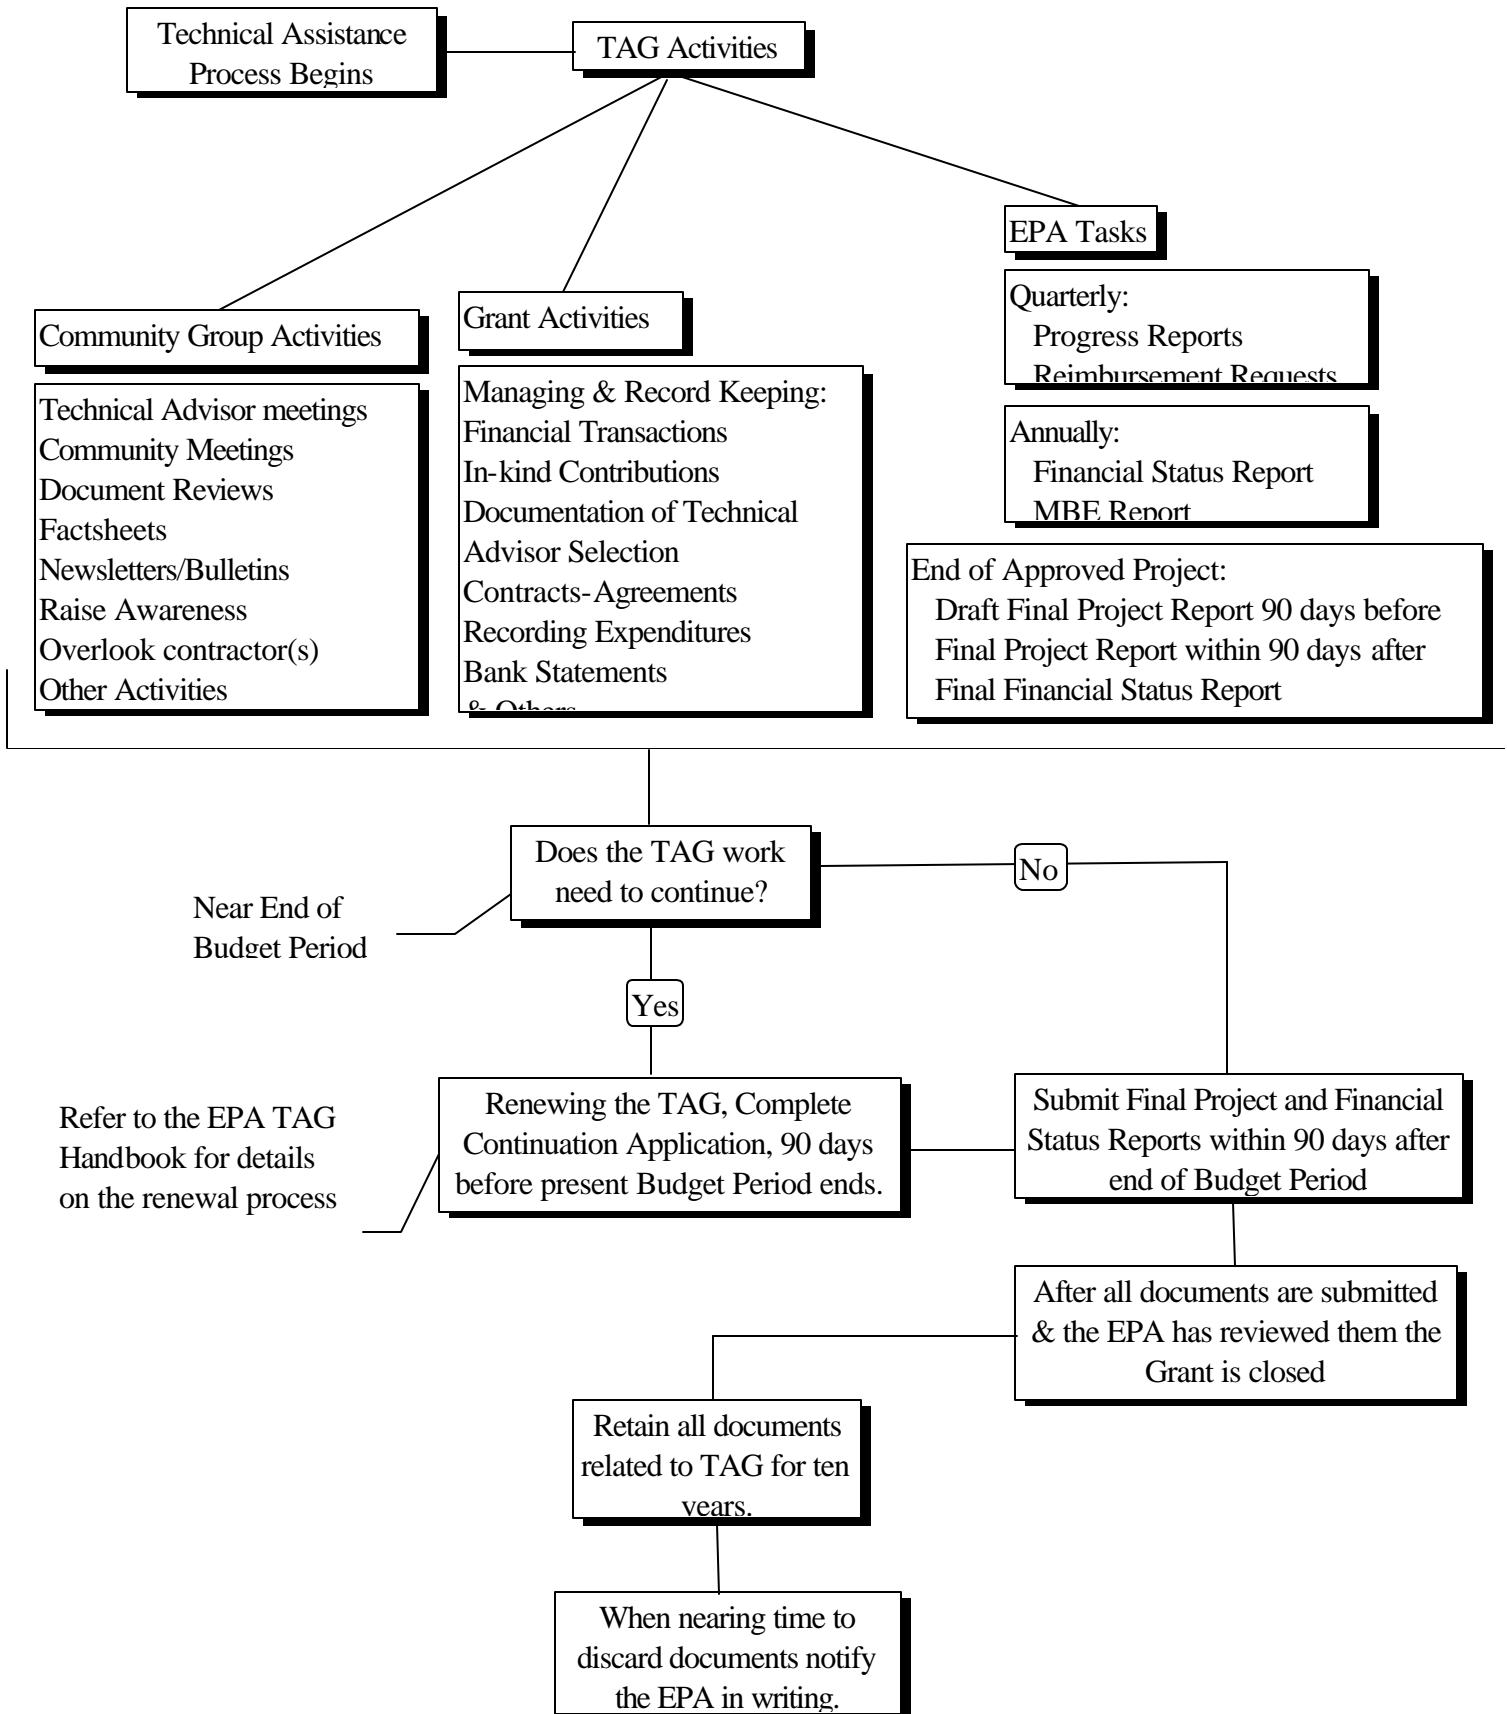 Technical Assistance
Process Begins
TAG Activities
EPA Tasks
Quarterly:
Progress Reports
Reimbursement Requests
Annually:
Financial Status Report
MBE Report
End of Approved Project:
Draft Final Project Report 90 days before
Final Project Report within 90 days after
Final Financial Status Report
Grant Activities
Managing & Record Keeping:
Financial Transactions
In-kind Contributions
Documentation of Technical
Advisor Selection
Contracts-Agreements
Recording Expenditures
Bank Statements
& Others
Community Group Activities
Technical Advisor meetings
Community Meetings
Document Reviews
Factsheets
Newsletters/Bulletins
Raise Awareness
Overlook contractor(s)
Other Activities
Does the TAG work
need to continue?
No
Near End of
Budget Period
Yes
Refer to the EPA TAG
Handbook for details
on the renewal process
Renewing the TAG, Complete
Continuation Application, 90 days
before present Budget Period ends.
Submit Final Project and Financial
Status Reports within 90 days after
end of Budget Period
After all documents are submitted
& the EPA has reviewed them the
Grant is closed
Retain all documents
related to TAG for ten
years.
When nearing time to
discard documents notify
the EPA in writing.